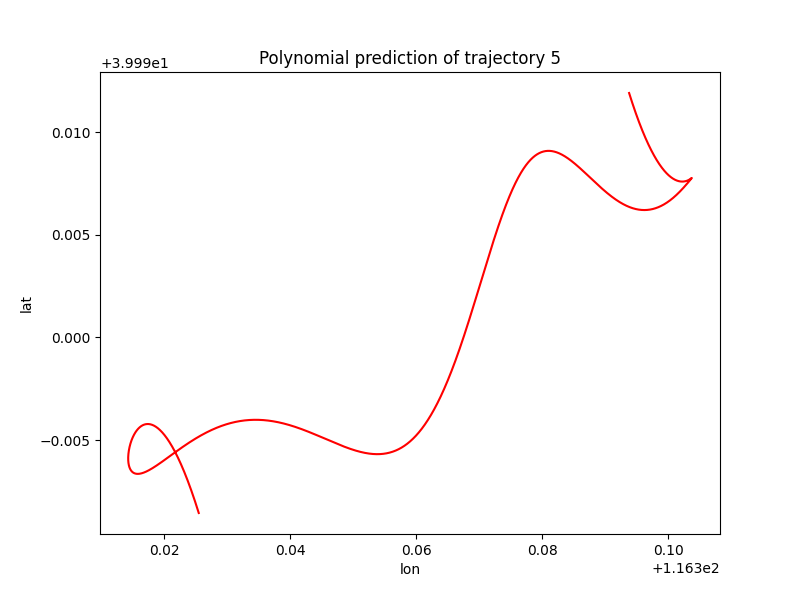 Polynomial prediction of trajectory 5
+3.999e1
0.010
0.005
0.000
−0.005
lat
0.02 0.04 0.06 0.08 0.10
lon
+1.163e2